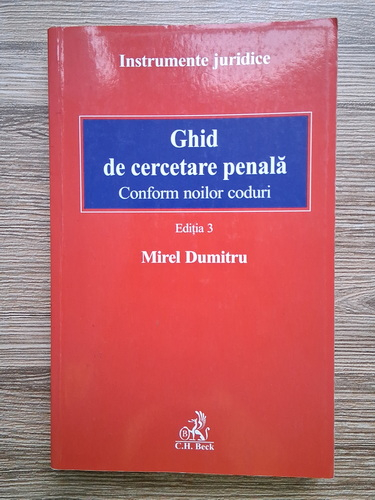 Instrumente juridice
Ghid
de cercetare penală
Conform noilor coduri
Ediția 3
Mirel Dumitru
B
C.H. Beck